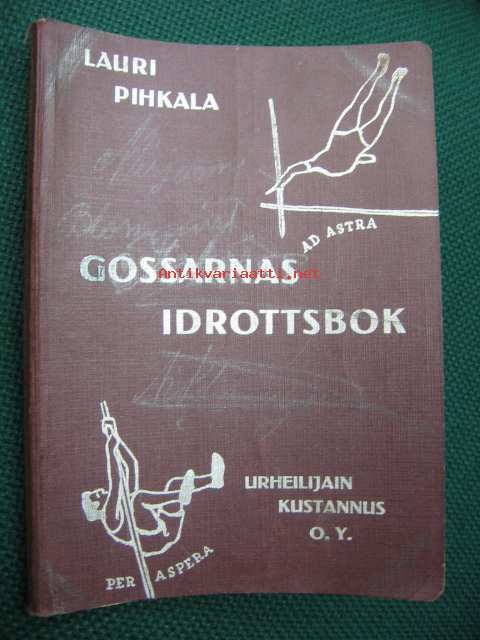 LAURI
PIHKALA
AD ASTRA
GOSSARNAS
Antikvariaatti.net
IDROTTSBOK
URHEILIJAIN
KUSTANNUS
O. Y.
PER ASPERA